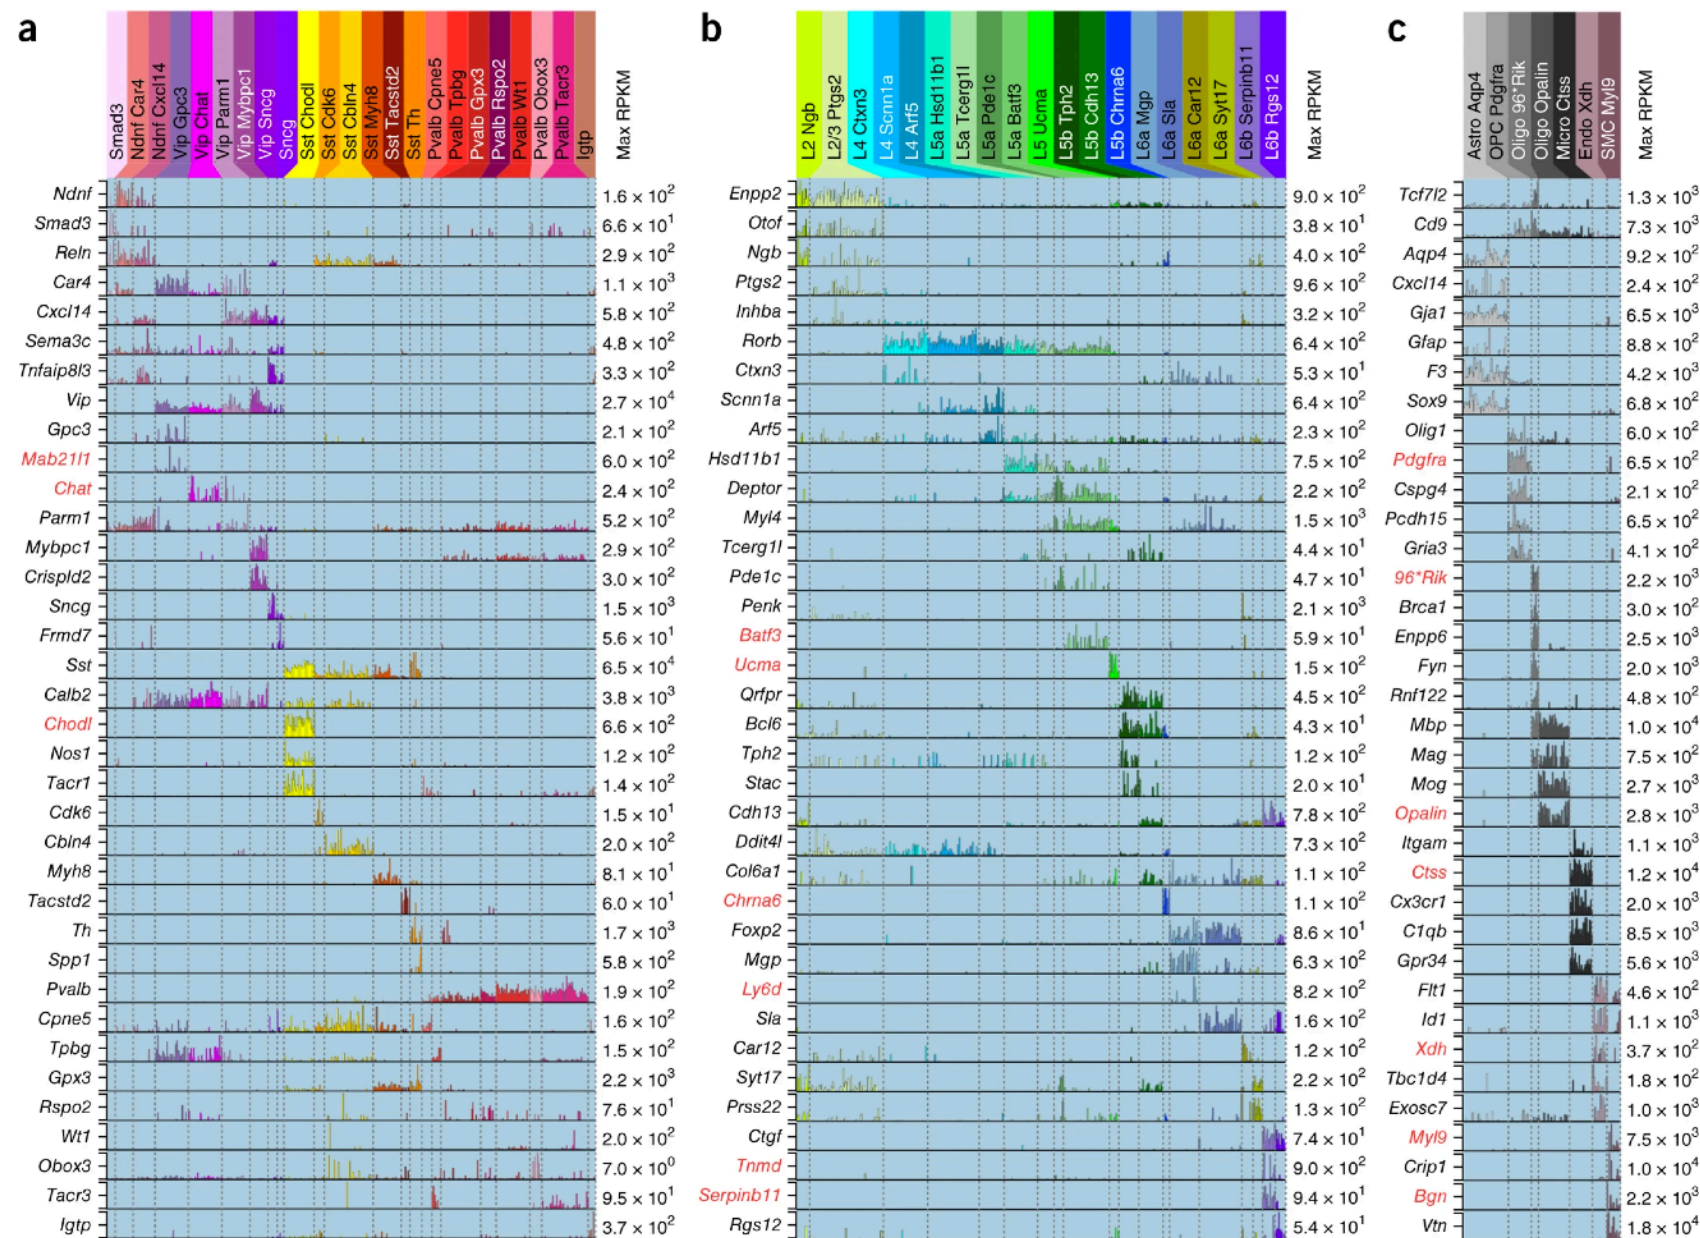 a
Smad3
Ndnf Car4
Ndnf Cxcl14
Vip Gpc3
Vip Chat
Vip Parm1
Vip Mybpc1
Vip Sncg
Sncg
Sst Chodl
Sst Cdk6
Sst Cbln4
Sst Myh8
Sst Tacstd2
Sst Th
Pvalb Cpne5
Pvalb Tpbg
Pvalb Gpx3
Pvalb Rspo2
Pvalb Wt1
Pvalb Obox3
Pvalb Tacr3
Igtp
Max RPKM
Ndnf 1.6 × 10²
Smad3 6.6 × 10¹
Reln 2.9 × 10²
Car4 1.1 × 10³
Cxcl14 5.8 × 10²
Sema3c 4.8 × 10²
Tnfaip8l3 3.3 × 10²
Vip 2.7 × 10⁴
Gpc3 2.1 × 10²
Mab21l1 6.0 × 10²
Chat 2.4 × 10²
Parm1 5.2 × 10²
Mybpc1 2.9 × 10²
Crispld2 3.0 × 10²
Sncg 1.5 × 10³
Frmd7 5.6 × 10¹
Sst 6.5 × 10⁴
Calb2 3.8 × 10³
Chodl 6.6 × 10²
Nos1 1.2 × 10²
Tacr1 1.4 × 10²
Cdk6 1.5 × 10¹
Cbln4 2.0 × 10²
Myh8 8.1 × 10¹
Tacstd2 6.0 × 10¹
Th 1.7 × 10³
Spp1 5.8 × 10²
Pvalb 1.9 × 10²
Cpne5 1.6 × 10²
Tpbg 1.5 × 10²
Gpx3 2.2 × 10³
Rspo2 7.6 × 10¹
Wt1 2.0 × 10²
Obox3 7.0 × 10⁰
Tacr3 9.5 × 10¹
Igtp 3.7 × 10²
b
L2 Ngb
L2/3 Ptgs2
L4 Ctxn3
L4 Scnn1a
L4 Arf5
L5a Hsd11b1
L5a Tcerg1l
L5a Pde1c
L5a Batf3
L5 Ucma
L5b Tph2
L5b Cdh13
L5b Chrna6
L6a Mgp
L6a Sla
L6a Car12
L6a Syt17
L6b Serpinb11
L6b Rgs12
Max RPKM
Enpp2 9.0 × 10²
Otof 3.8 × 10¹
Ngb 4.0 × 10²
Ptgs2 9.6 × 10²
Inhba 3.2 × 10²
Rorb 6.4 × 10²
Ctxn3 5.3 × 10¹
Scnn1a 6.4 × 10²
Arf5 2.3 × 10²
Hsd11b1 7.5 × 10²
Deptor 2.2 × 10²
Myl4 1.5 × 10³
Tcerg1l 4.4 × 10¹
Pde1c 4.7 × 10¹
Penk 2.1 × 10³
Batf3 5.9 × 10¹
Ucma 1.5 × 10²
Qrfpr 4.5 × 10²
Bcl6 4.3 × 10¹
Tph2 1.2 × 10²
Stac 2.0 × 10¹
Cdh13 7.8 × 10²
Ddit4l 7.3 × 10²
Col6a1 1.1 × 10²
Chrna6 1.1 × 10²
Foxp2 8.6 × 10¹
Mgp 6.3 × 10²
Ly6d 8.2 × 10²
Sla 1.6 × 10²
Car12 1.2 × 10²
Syt17 2.2 × 10²
Prss22 1.3 × 10²
Ctgf 7.4 × 10¹
Tnmd 9.0 × 10²
Serpinb11 9.4 × 10¹
Rgs12 5.4 × 10¹
c
Astro Aqp4
OPC Pdgfra
Oligo 96*Rik
Oligo Opalin
Micro Ctss
Endo Xdh
SMC Myl9
Max RPKM
Tcf7l2 1.3 × 10³
Cd9 7.3 × 10³
Aqp4 9.2 × 10²
Cxcl14 2.4 × 10²
Gja1 6.5 × 10³
Gfap 8.8 × 10²
F3 4.2 × 10³
Sox9 6.8 × 10²
Olig1 6.0 × 10²
Pdgfra 6.5 × 10²
Cspg4 2.1 × 10²
Pcdh15 6.5 × 10²
Gria3 4.1 × 10²
96*Rik 2.2 × 10³
Brca1 3.0 × 10²
Enpp6 2.5 × 10³
Fyn 2.0 × 10³
Rnf122 4.8 × 10²
Mbp 1.0 × 10⁴
Mag 7.5 × 10²
Mog 2.7 × 10³
Opalin 2.8 × 10³
Itgam 1.1 × 10³
Ctss 1.2 × 10⁴
Cx3cr1 2.0 × 10³
C1qb 8.5 × 10³
Gpr34 5.6 × 10³
Flt1 4.6 × 10²
Id1 1.1 × 10³
Xdh 3.7 × 10²
Tbc1d4 1.8 × 10²
Exosc7 1.0 × 10³
Myl9 7.5 × 10³
Crip1 1.0 × 10⁴
Bgn 2.2 × 10³
Vtn 1.8 × 10⁴